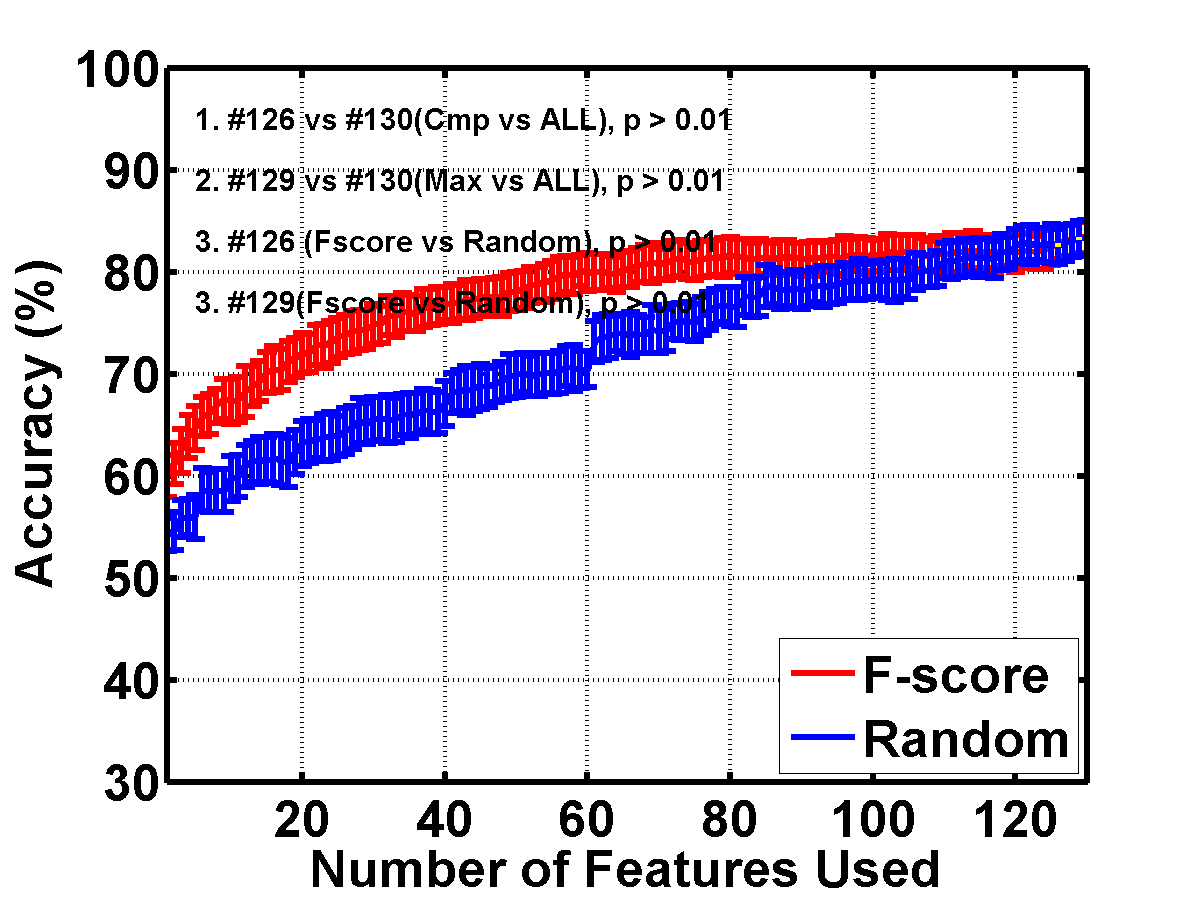 100
90
80
70
60
50
40
30
1. #126 vs #130(Cmp vs ALL), p > 0.01
2. #129 vs #130(Max vs ALL), p > 0.01
3. #126 (Fscore vs Random), p > 0.01
3. #129(Fscore vs Random), p > 0.01
Accuracy (%)
F-score
Random
20 40 60 80 100 120
Number of Features Used